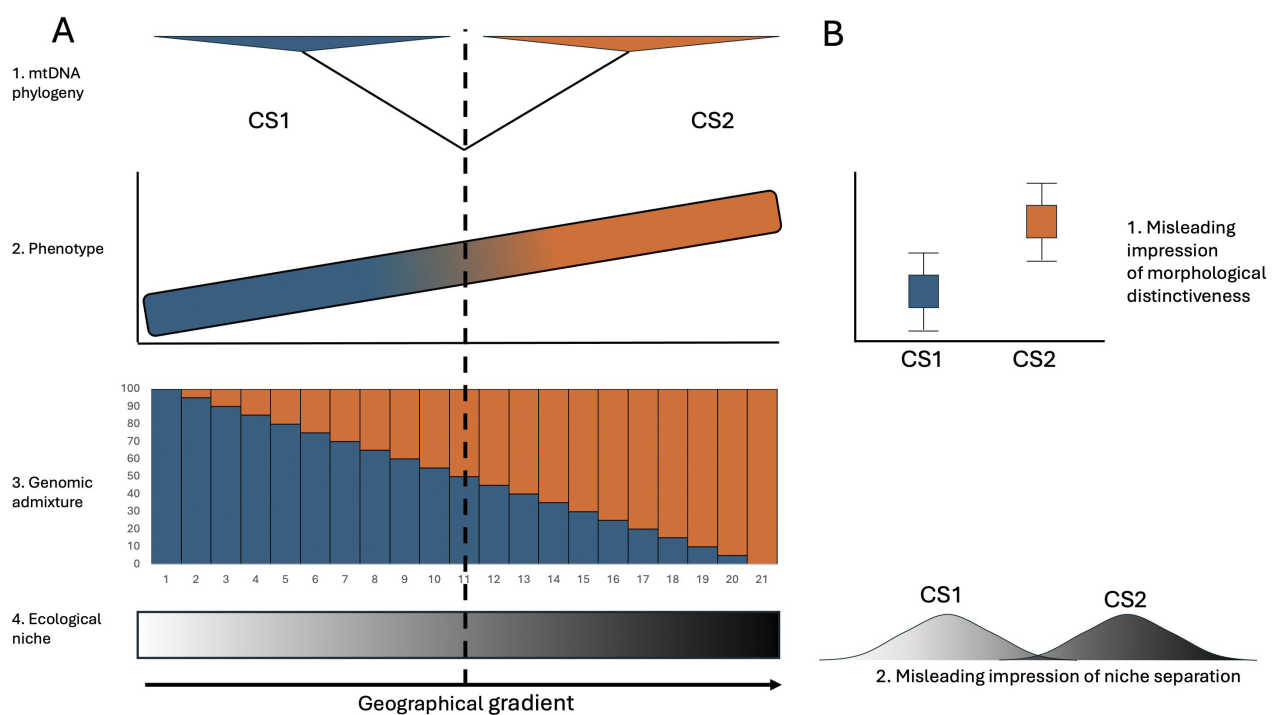 A
B
1. mtDNA
phylogeny
CS1
CS2
2. Phenotype
1. Misleading
impression
of morphological
distinctiveness
CS1
CS2
100
90
80
70
60
50
40
30
20
10
0
3. Genomic
admixture
1 2 3 4 5 6 7 8 9 10 11 12 13 14 15 16 17 18 19 20 21
4. Ecological
niche
Geographical gradient
CS1
CS2
2. Misleading impression of niche separation